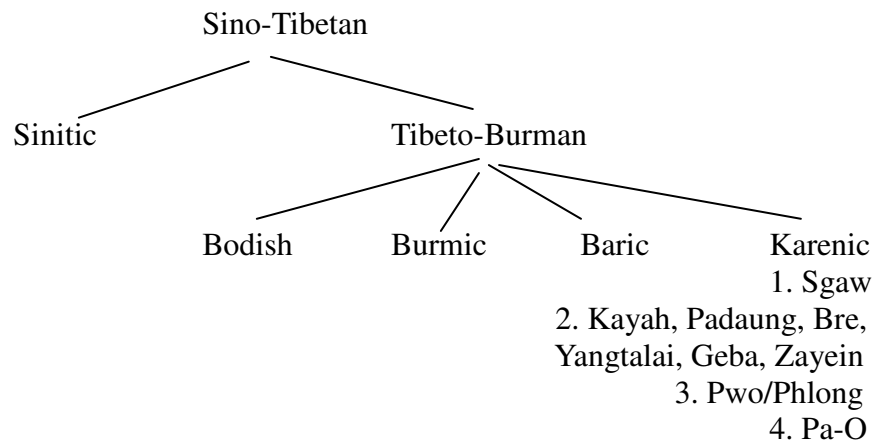 Sino-Tibetan
Sinitic Tibeto-Burman
Bodish Burmic Baric Karenic
1. Sgaw
2. Kayah, Padaung, Bre,
Yangtalai, Geba, Zayein
3. Pwo/Phlong
4. Pa-O